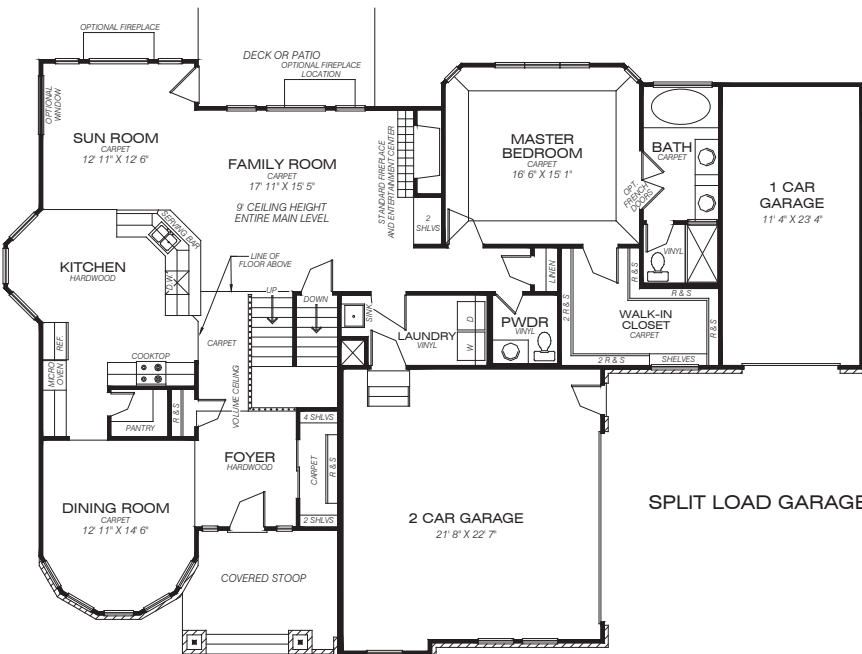 OPTIONAL FIREPLACE
DECK OR PATIO
OPTIONAL FIREPLACE
LOCATION
OPTIONAL
WINDOW
SUN ROOM
CARPET
12' 11" X 12' 6"
FAMILY ROOM
CARPET
17' 11" X 15' 5"
9' CEILING HEIGHT
ENTIRE MAIN LEVEL
STANDARD FIREPLACE
AND ENTERTAINMENT CENTER
2
SHLVS
MASTER
BEDROOM
CARPET
16' 6" X 15' 1"
OPT.
FRENCH
DOORS
BATH
CARPET
VINYL
1 CAR
GARAGE
11' 4" X 23' 4"
SERVING BAR
KITCHEN
HARDWOOD
D.W.
LINE OF
FLOOR ABOVE
UP
DOWN
CARPET
SINK
LAUNDRY
VINYL
D
W
PWDR
VINYL
LINEN
R & S
2 R & S
R & S
R & S
WALK-IN
CLOSET
CARPET
2 R & S
SHELVES
REF.
MICRO
OVEN
COOKTOP
PANTRY
R & S
VOLUME CEILING
FOYER
HARDWOOD
4 SHLVS
CARPET
R & S
2 SHLVS
DINING ROOM
CARPET
12' 11" X 14' 6"
2 CAR GARAGE
21' 8" X 22' 7"
SPLIT LOAD GARAGE
COVERED STOOP